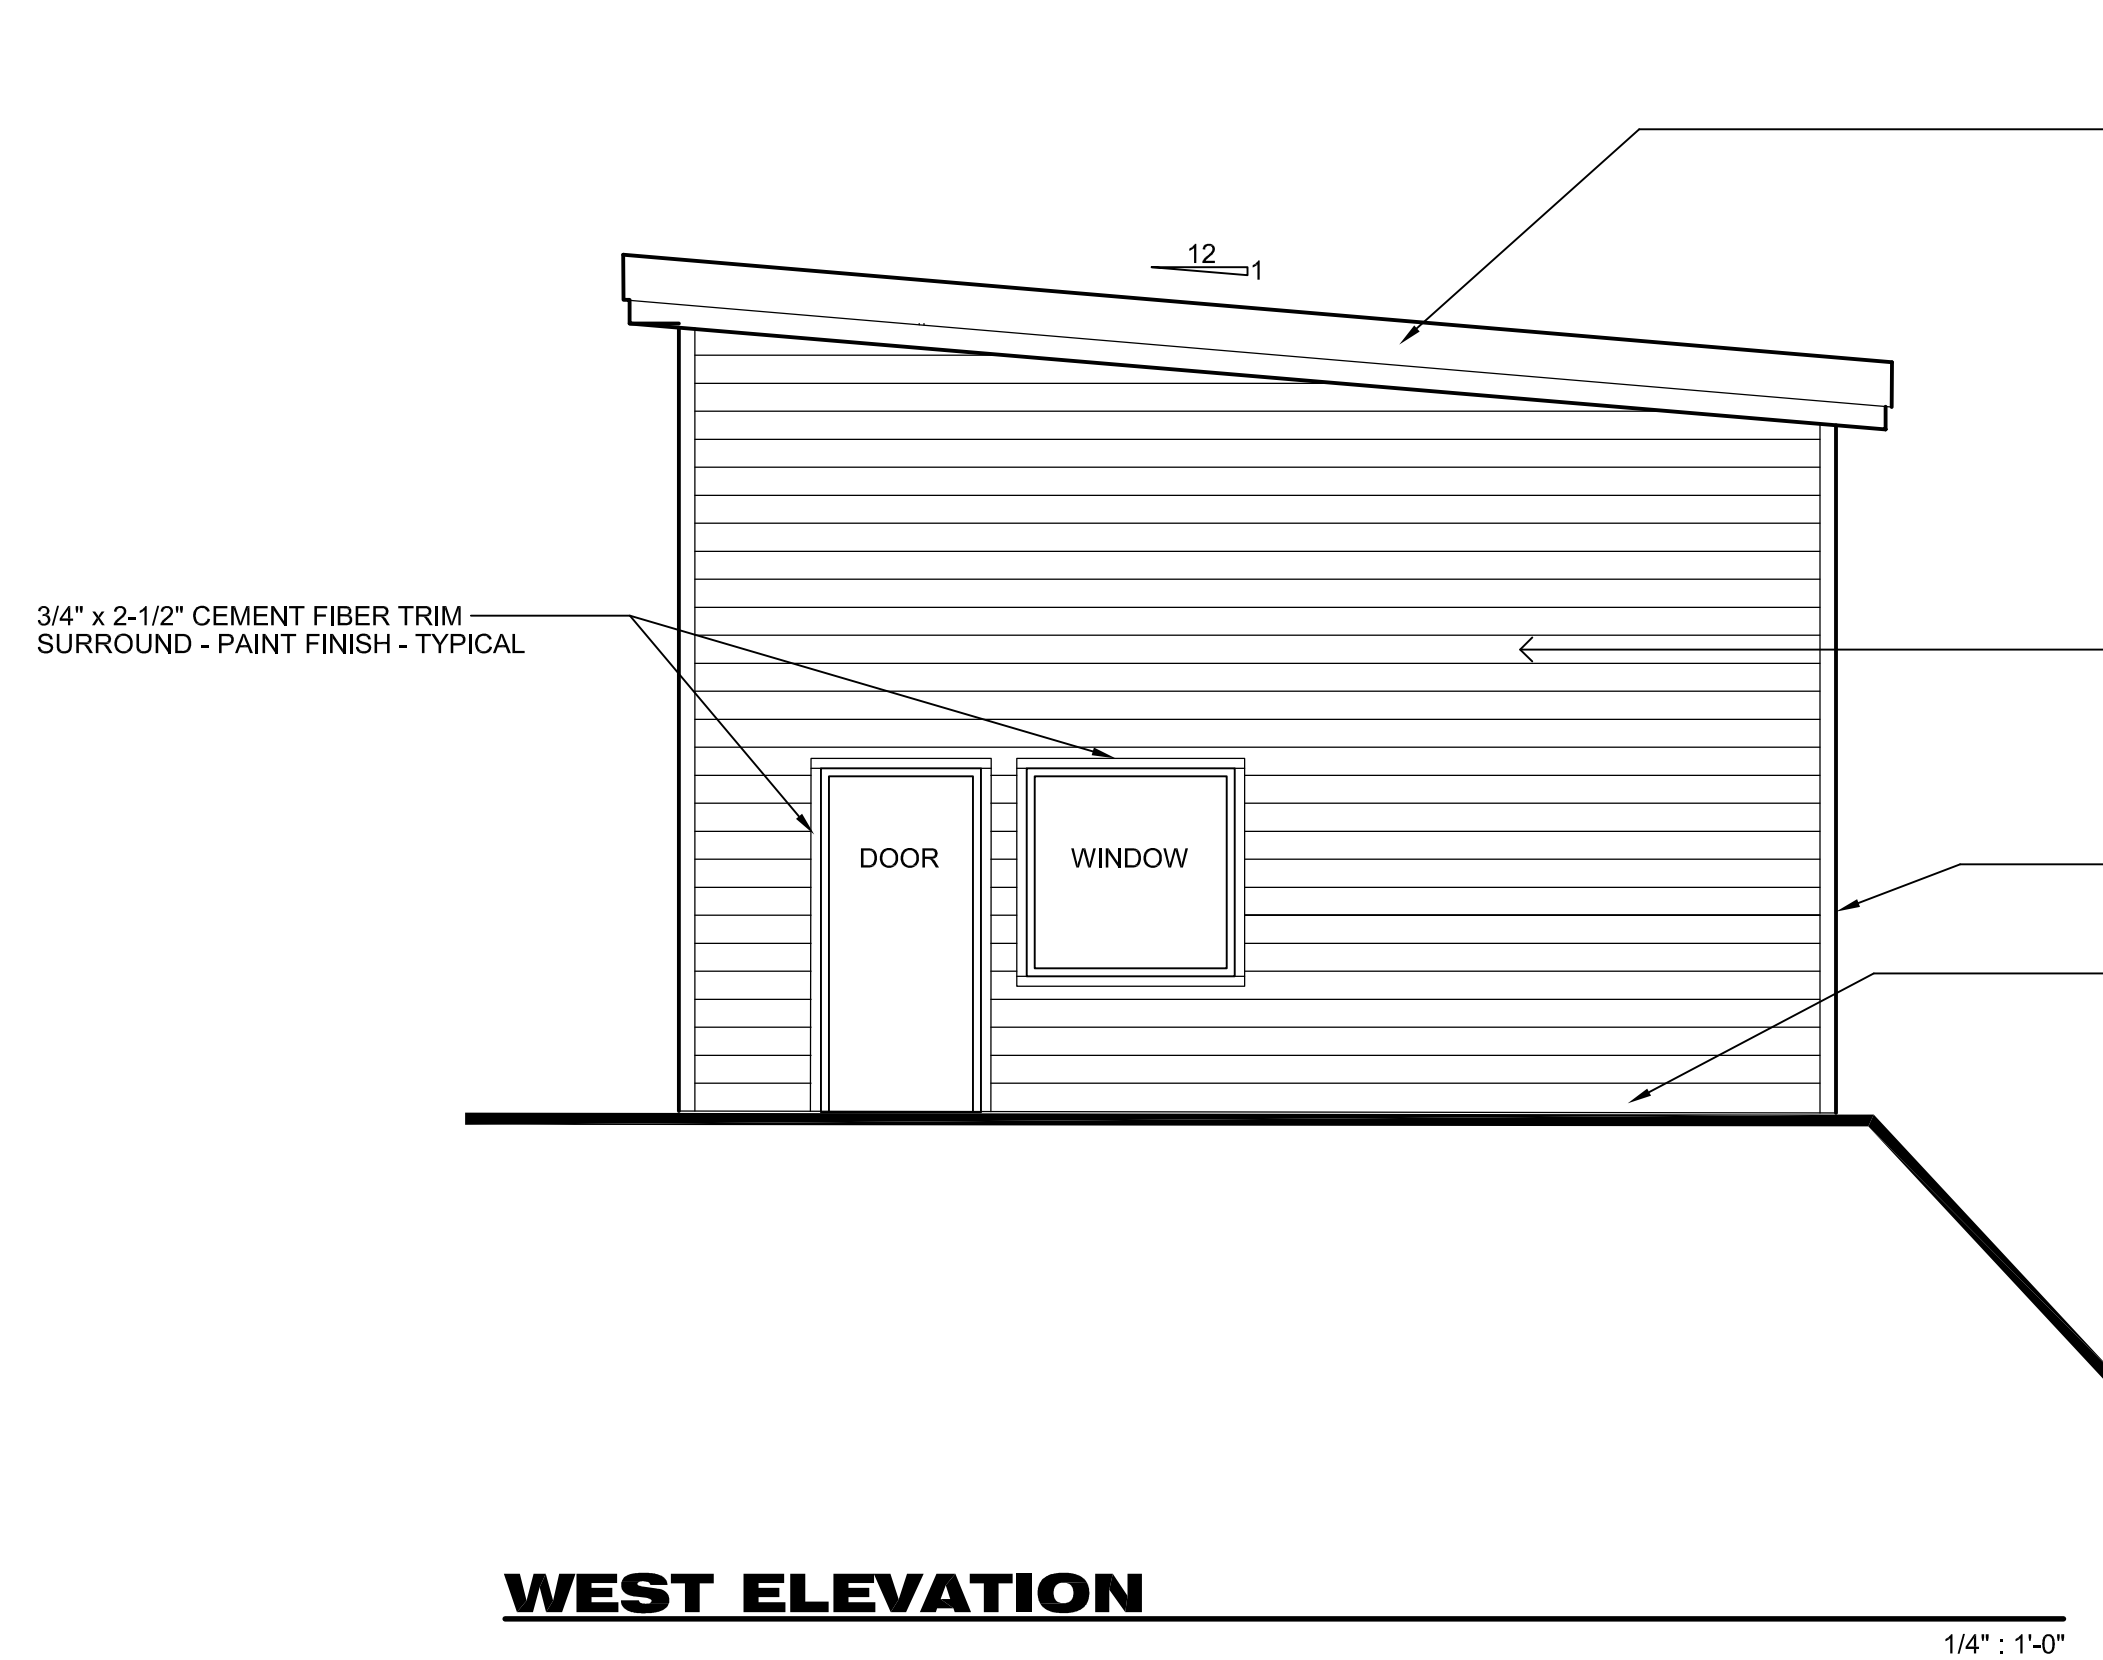 12
1
3/4" x 2-1/2" CEMENT FIBER TRIM
SURROUND - PAINT FINISH - TYPICAL
DOOR
WINDOW
WEST ELEVATION
1/4" : 1'-0"